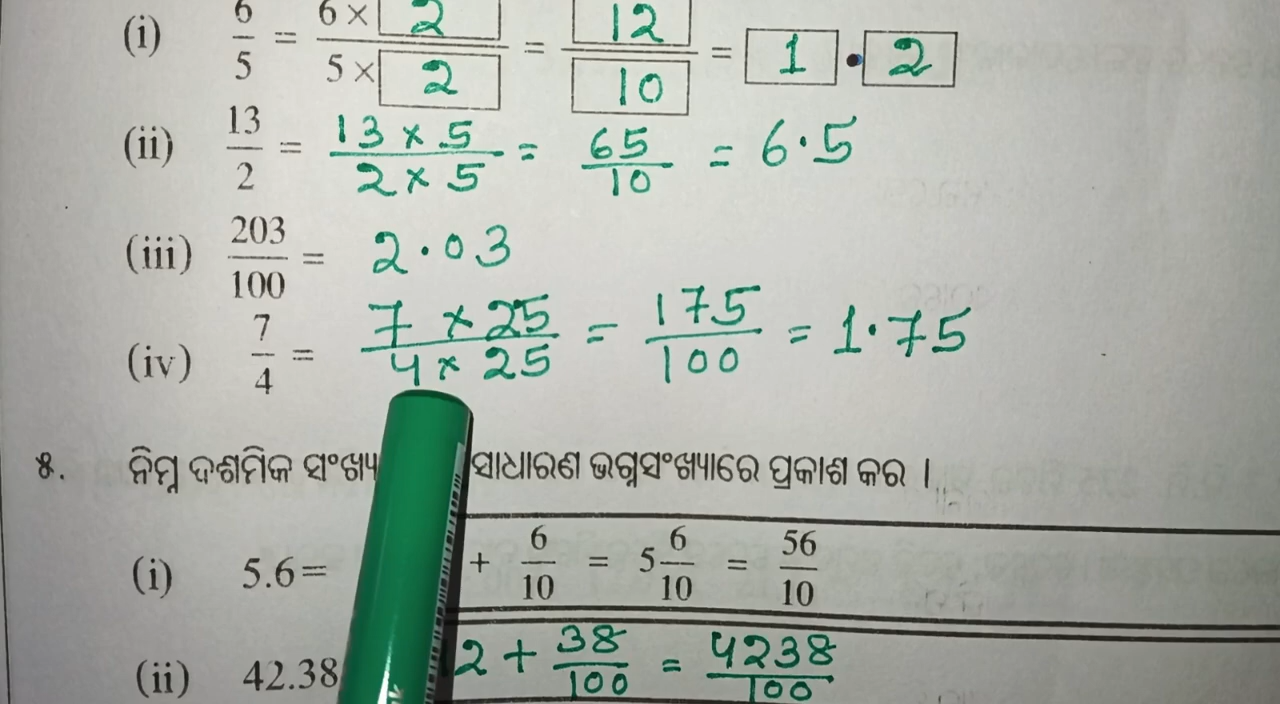 (i) 6/5 = 6 × 2 / 5 × 2 = 12/10 = 1 . 2
(ii) 13/2 = 13 × 5 / 2 × 5 = 65/10 = 6.5
(iii) 203/100 = 2.03
(iv) 7/4 = 7 × 25 / 4 × 25 = 175/100 = 1.75
୫. ନିମ୍ନ ଦଶମିକ ସାଧାରଣ ଭଗ୍ନସଂଖ୍ୟାରେ ପ୍ରକାଶ କର ।
(i) 5.6= + 6/10 = 5 6/10 = 56/10
(ii) 42.38 2 + 38/100 = 4238/100